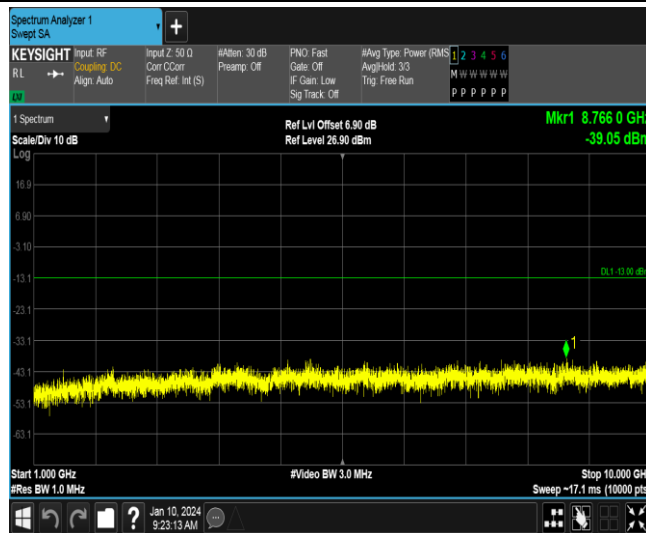 Spectrum Analyzer 1
Swept SA
KEYSIGHT
RL
Input: RF
Coupling: DC
Align: Auto
Input Z: 50 Ω
Corr CCorr
Freq Ref: Int (S)
#Atten: 30 dB
Preamp: Off
PNO: Fast
Gate: Off
IF Gain: Low
Sig Track: Off
#Avg Type: Power (RMS
Avg|Hold: 3/3
Trig: Free Run
1 2 3 4 5 6
M W W W W W
P P P P P P
1 Spectrum
Scale/Div 10 dB
Log
Ref Lvl Offset 6.90 dB
Ref Level 26.90 dBm
Mkr1 8.766 0 GHz
-39.05 dBm
16.9
6.90
-3.10
-13.1
DL1 -13.00 dBm
-23.1
-33.1
1
-43.1
-53.1
-63.1
Start 1.000 GHz
#Res BW 1.0 MHz
#Video BW 3.0 MHz
Stop 10.000 GHz
Sweep ~17.1 ms (10000 pts
?
Jan 10, 2024
9:23:13 AM